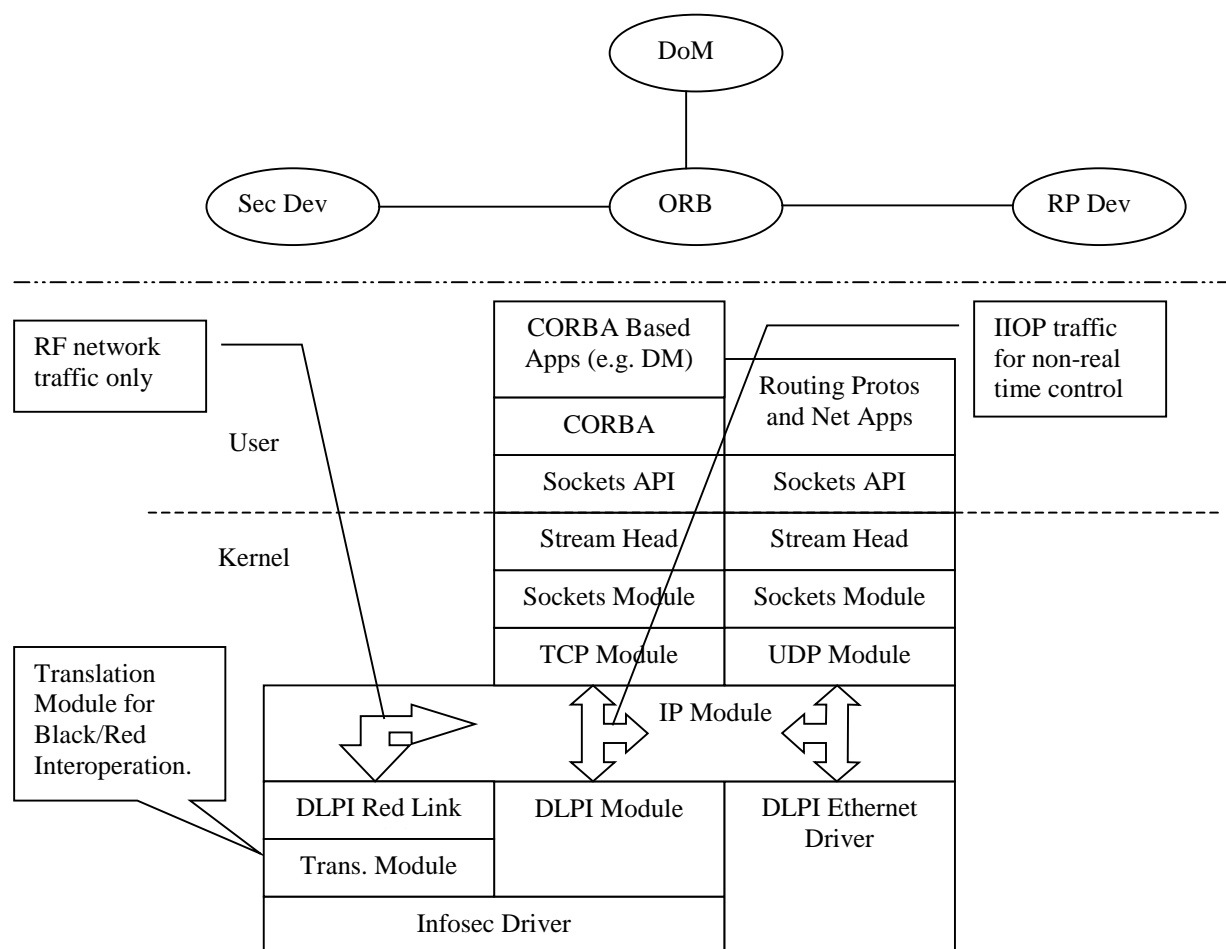 DoM
Sec Dev
ORB
RP Dev
RF network
traffic only
CORBA Based
Apps (e.g. DM)
IIOP traffic
for non-real
time control
Routing Protos
and Net Apps
CORBA
User
Sockets API
Sockets API
Kernel
Stream Head
Stream Head
Sockets Module
Sockets Module
TCP Module
UDP Module
Translation
Module for
Black/Red
Interoperation.
IP Module
DLPI Red Link
DLPI Module
DLPI Ethernet
Driver
Trans. Module
Infosec Driver